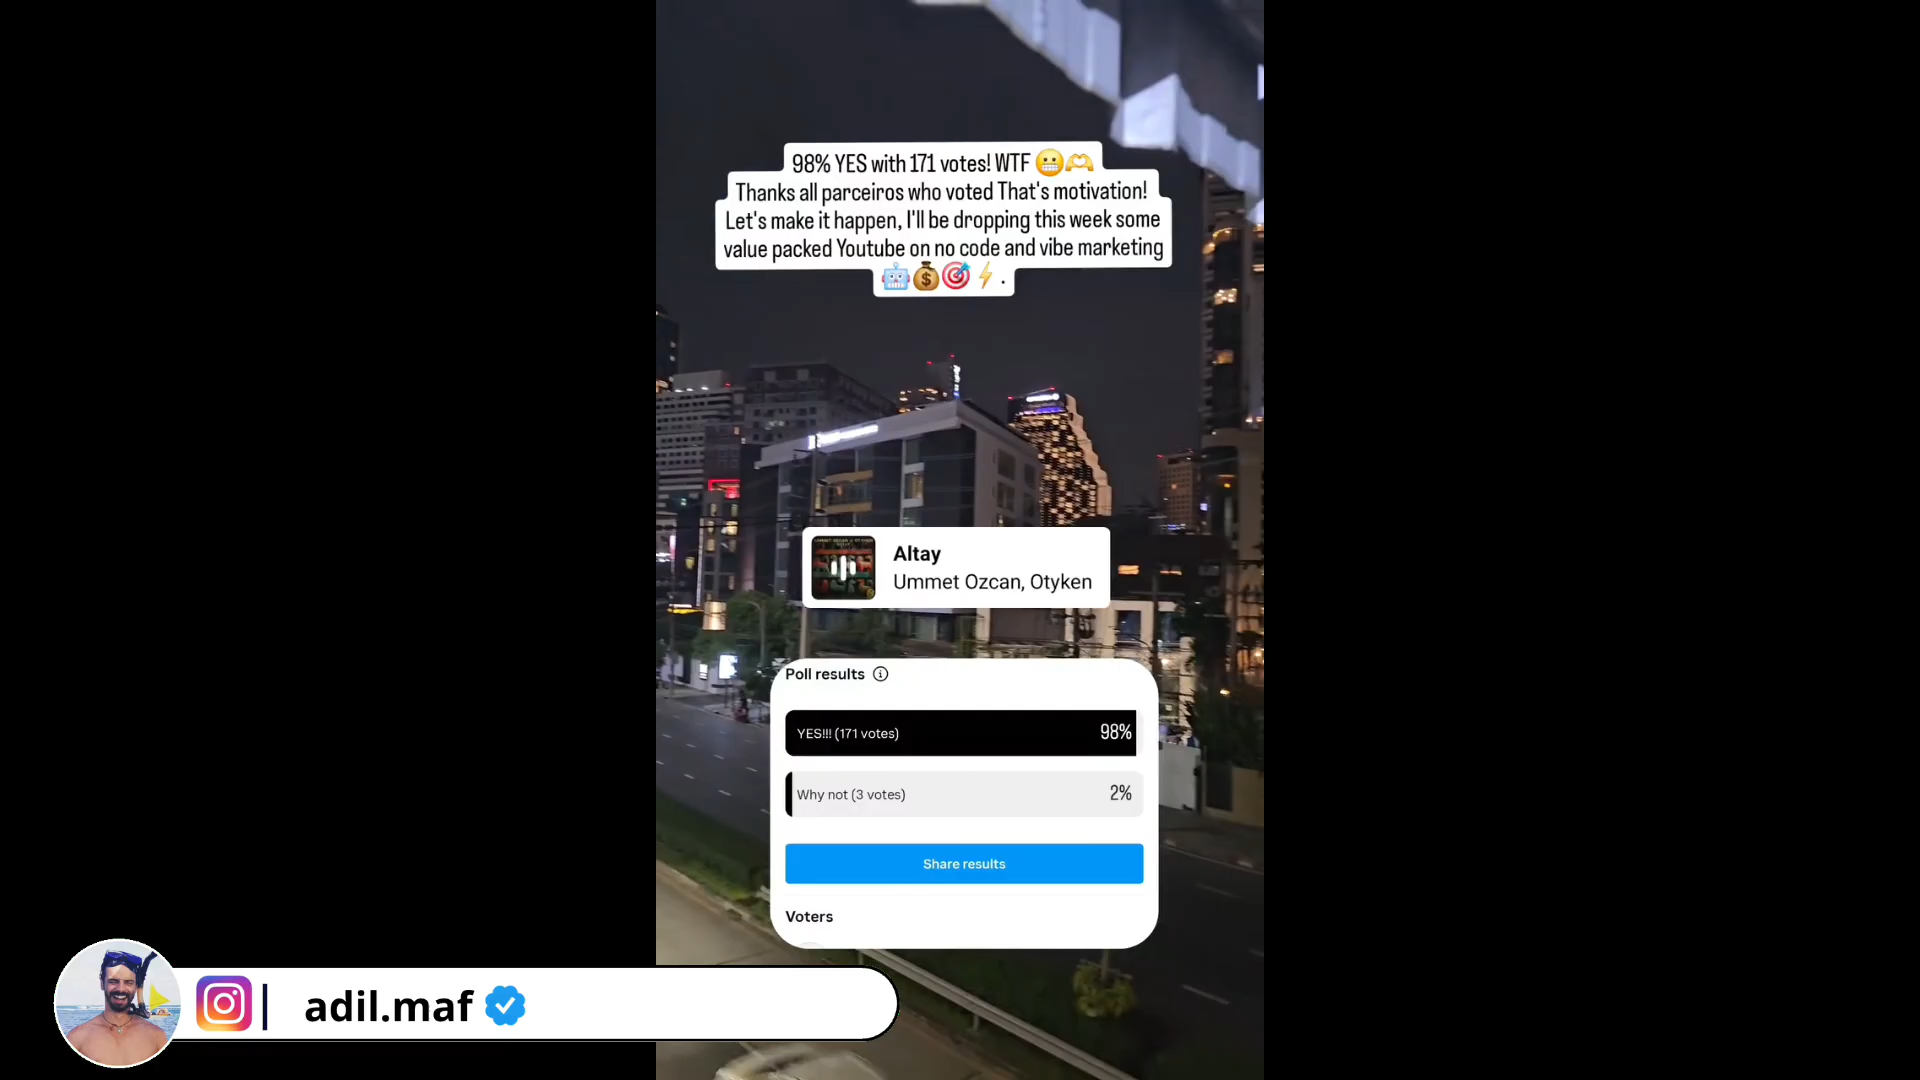 98% YES with 171 votes! WTF 😬🫶
Thanks all parceiros who voted That's motivation!
Let's make it happen, I'll be dropping this week some
value packed Youtube on no code and vibe marketing
🤖💰🎯⚡.
Altay
Ummet Ozcan, Otyken
Poll results
YES!!! (171 votes) 98%
Why not (3 votes) 2%
Share results
Voters
adil.maf